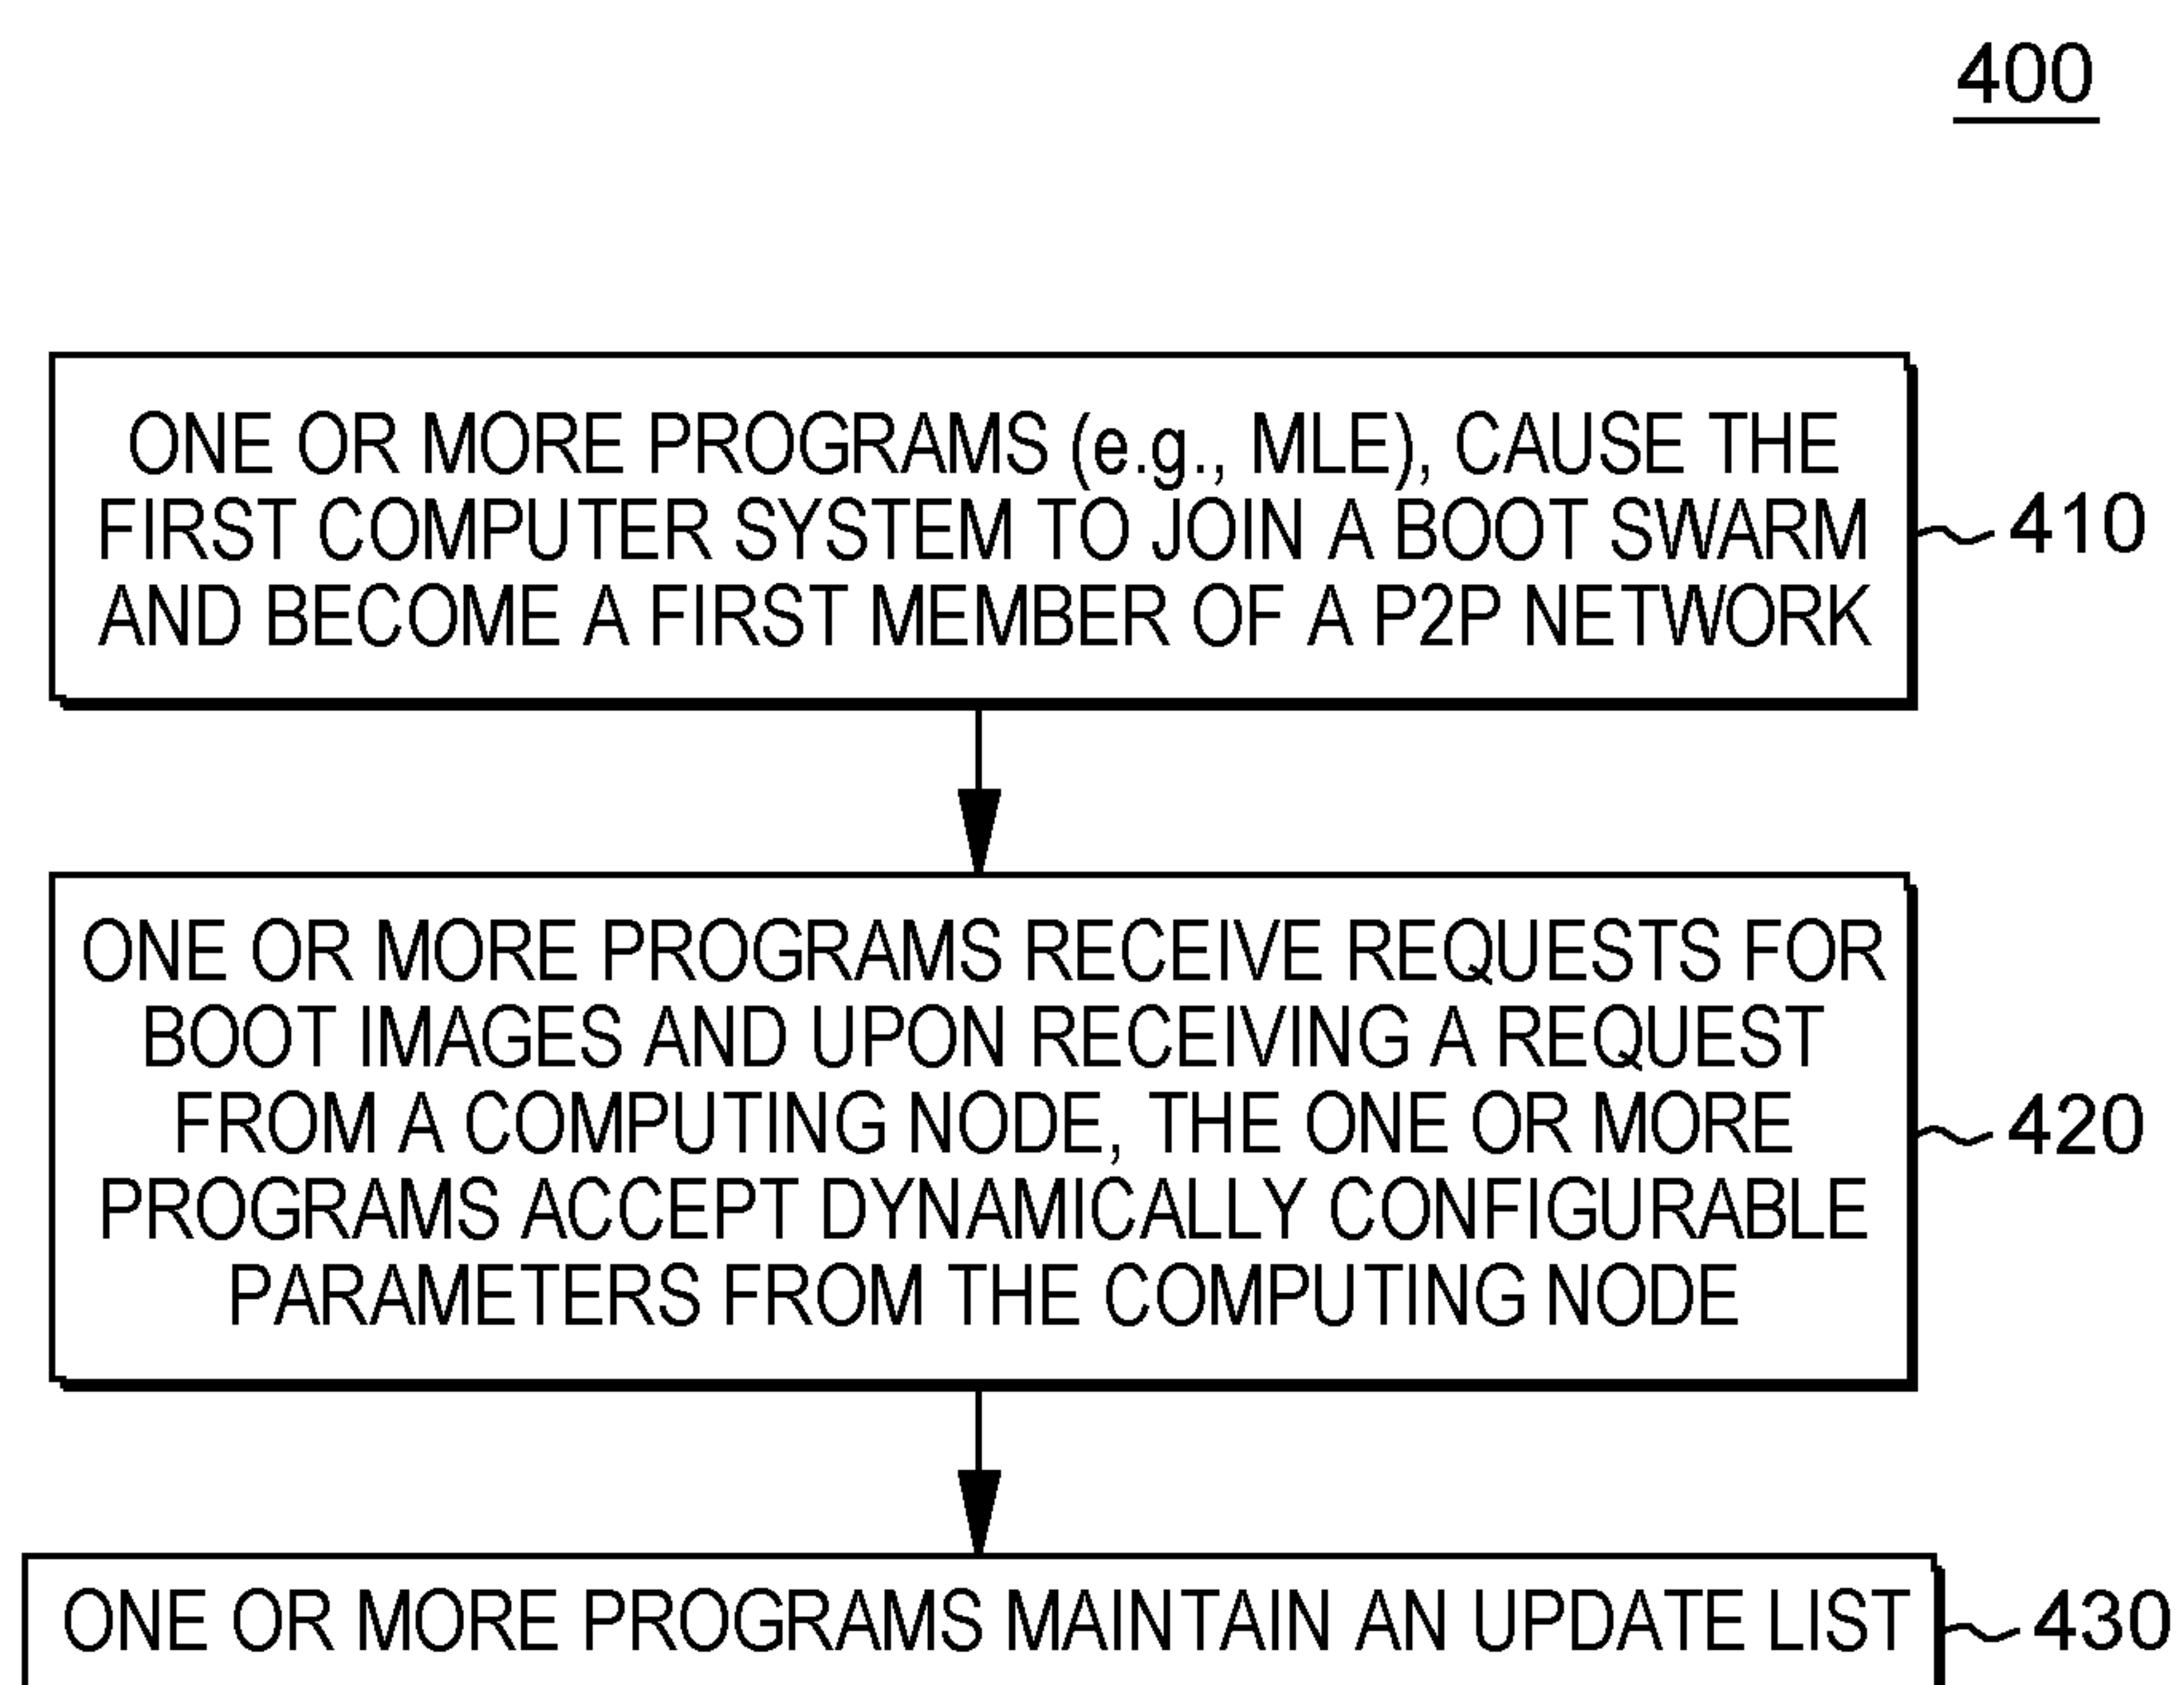 400
ONE OR MORE PROGRAMS (e.g., MLE), CAUSE THE
FIRST COMPUTER SYSTEM TO JOIN A BOOT SWARM
AND BECOME A FIRST MEMBER OF A P2P NETWORK
410
ONE OR MORE PROGRAMS RECEIVE REQUESTS FOR
BOOT IMAGES AND UPON RECEIVING A REQUEST
FROM A COMPUTING NODE, THE ONE OR MORE
PROGRAMS ACCEPT DYNAMICALLY CONFIGURABLE
PARAMETERS FROM THE COMPUTING NODE
420
ONE OR MORE PROGRAMS MAINTAIN AN UPDATE LIST
430